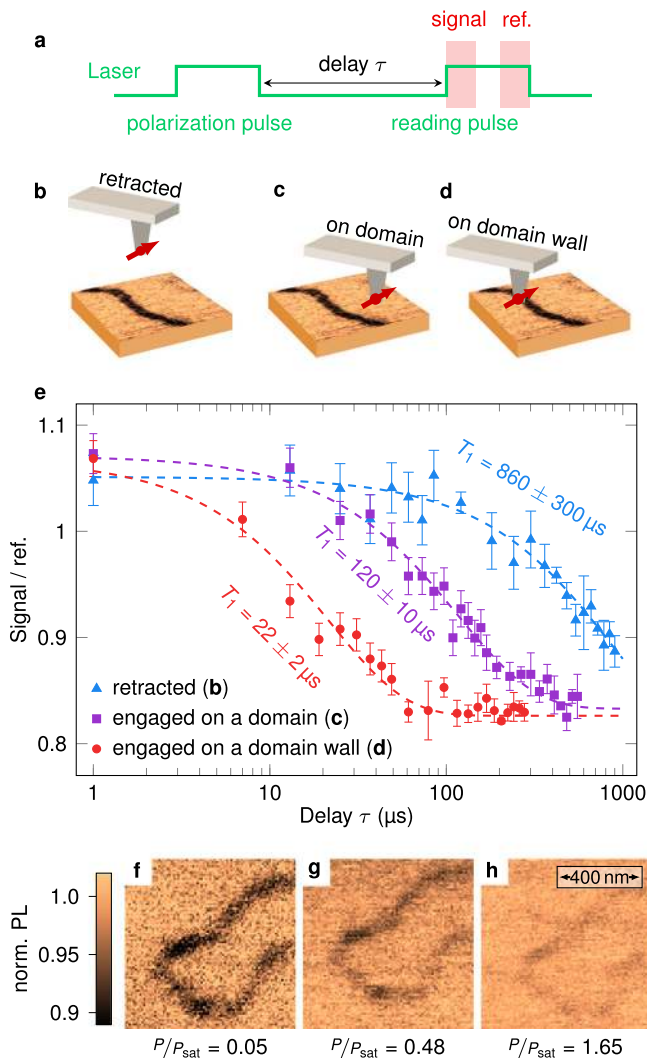 a
signal ref.
Laser
delay τ
polarization pulse
reading pulse
b
retracted
c
on domain
d
on domain wall
e
1.1
1
0.9
0.8
Signal / ref.
T₁ = 860 ± 300 µs
T₁ = 120 ± 10 µs
T₁ = 22 ± 2 µs
retracted (b)
engaged on a domain (c)
engaged on a domain wall (d)
1 10 100 1000
Delay τ (µs)
norm. PL
1.0
0.95
0.9
f
g
h
400 nm
P/Psat = 0.05
P/Psat = 0.48
P/Psat = 1.65